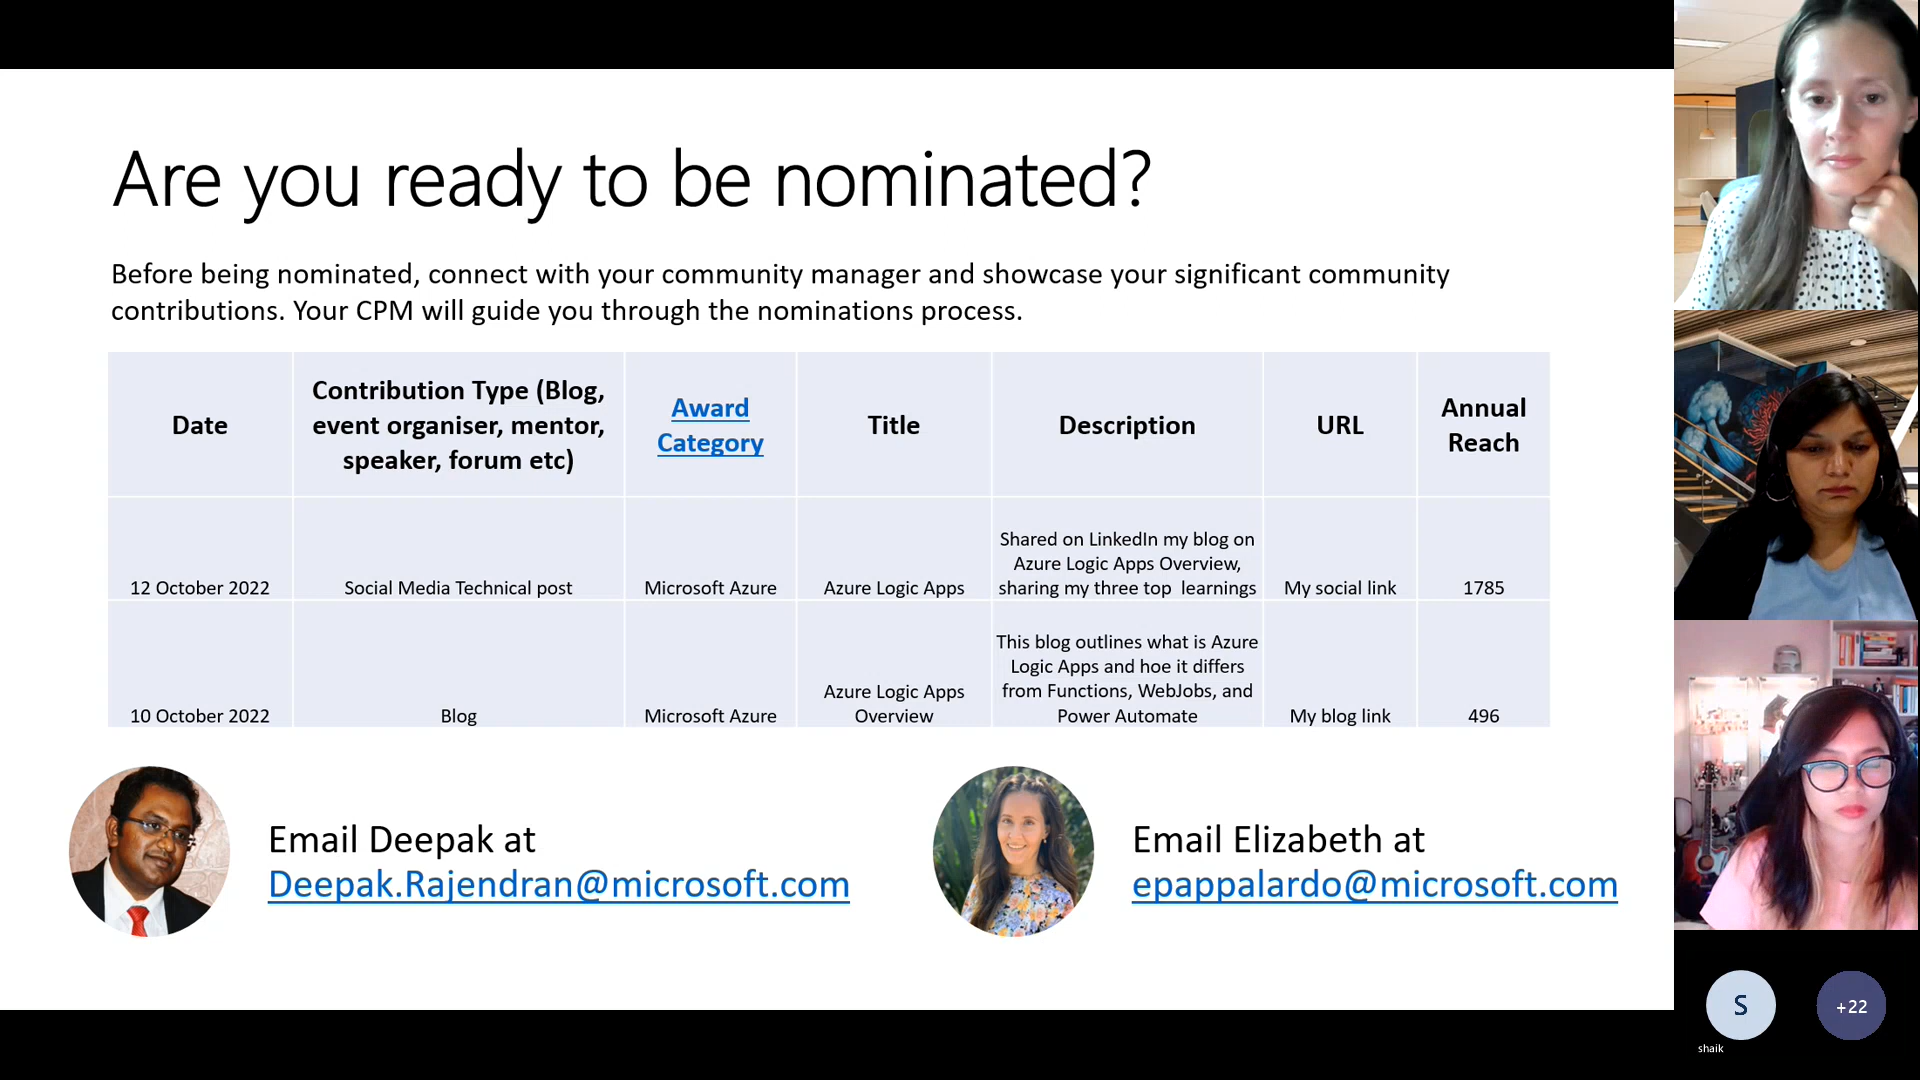 Are you ready to be nominated?
Before being nominated, connect with your community manager and showcase your significant community
contributions. Your CPM will guide you through the nominations process.
Date
Contribution Type (Blog,
event organiser, mentor,
speaker, forum etc)
Award
Category
Title
Description
URL
Annual
Reach
12 October 2022
Social Media Technical post
Microsoft Azure
Azure Logic Apps
Shared on LinkedIn my blog on
Azure Logic Apps Overview,
sharing my three top learnings
My social link
1785
10 October 2022
Blog
Microsoft Azure
Azure Logic Apps
Overview
This blog outlines what is Azure
Logic Apps and hoe it differs
from Functions, WebJobs, and
Power Automate
My blog link
496
Email Deepak at
Deepak.Rajendran@microsoft.com
Email Elizabeth at
epappalardo@microsoft.com
S
+22
shaik